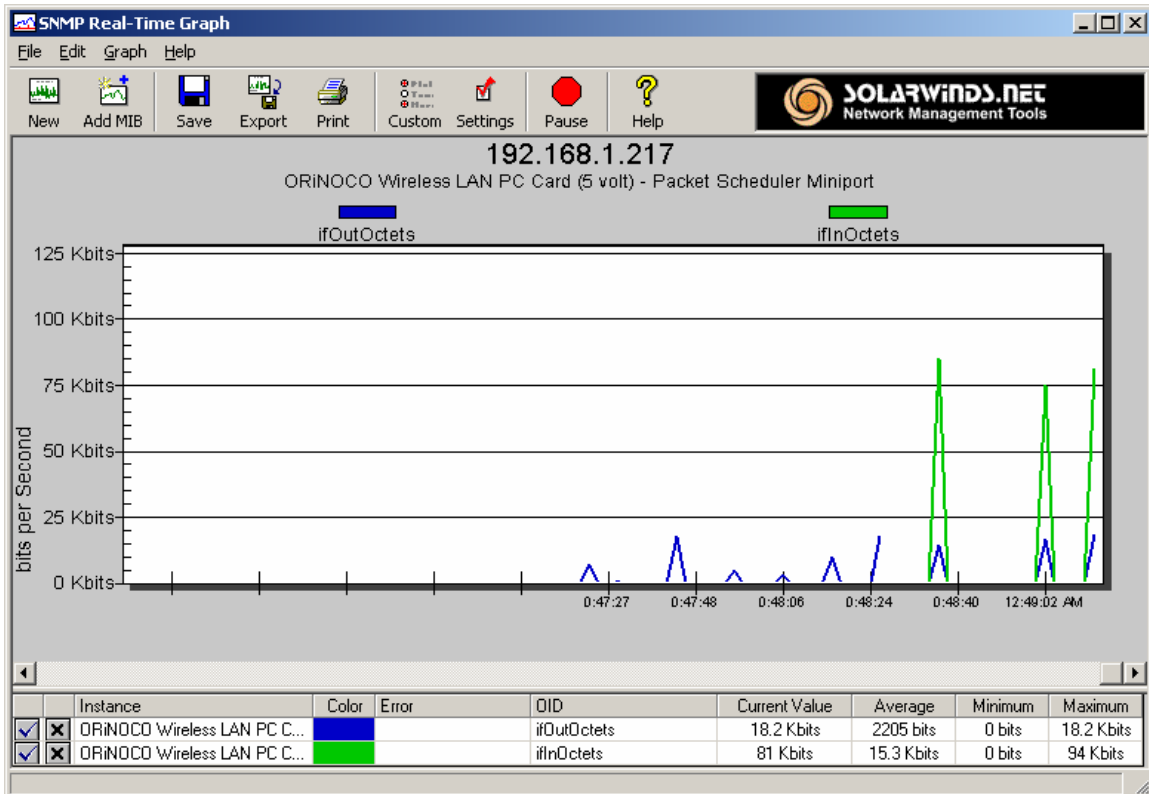 SNMP Real-Time Graph
File Edit Graph Help
New Add MIB Save Export Print Custom Settings Pause Help
SOLARWINDS.NET
Network Management Tools
192.168.1.217
ORiNOCO Wireless LAN PC Card (5 volt) - Packet Scheduler Miniport
ifOutOctets ifInOctets
125 Kbits
100 Kbits
75 Kbits
50 Kbits
25 Kbits
0 Kbits
bits per Second
0:47:27 0:47:48 0:48:06 0:48:24 0:48:40 12:49:02 AM
Instance Color Error OID Current Value Average Minimum Maximum
ORiNOCO Wireless LAN PC C... ifOutOctets 18.2 Kbits 2205 bits 0 bits 18.2 Kbits
ORiNOCO Wireless LAN PC C... ifInOctets 81 Kbits 15.3 Kbits 0 bits 94 Kbits